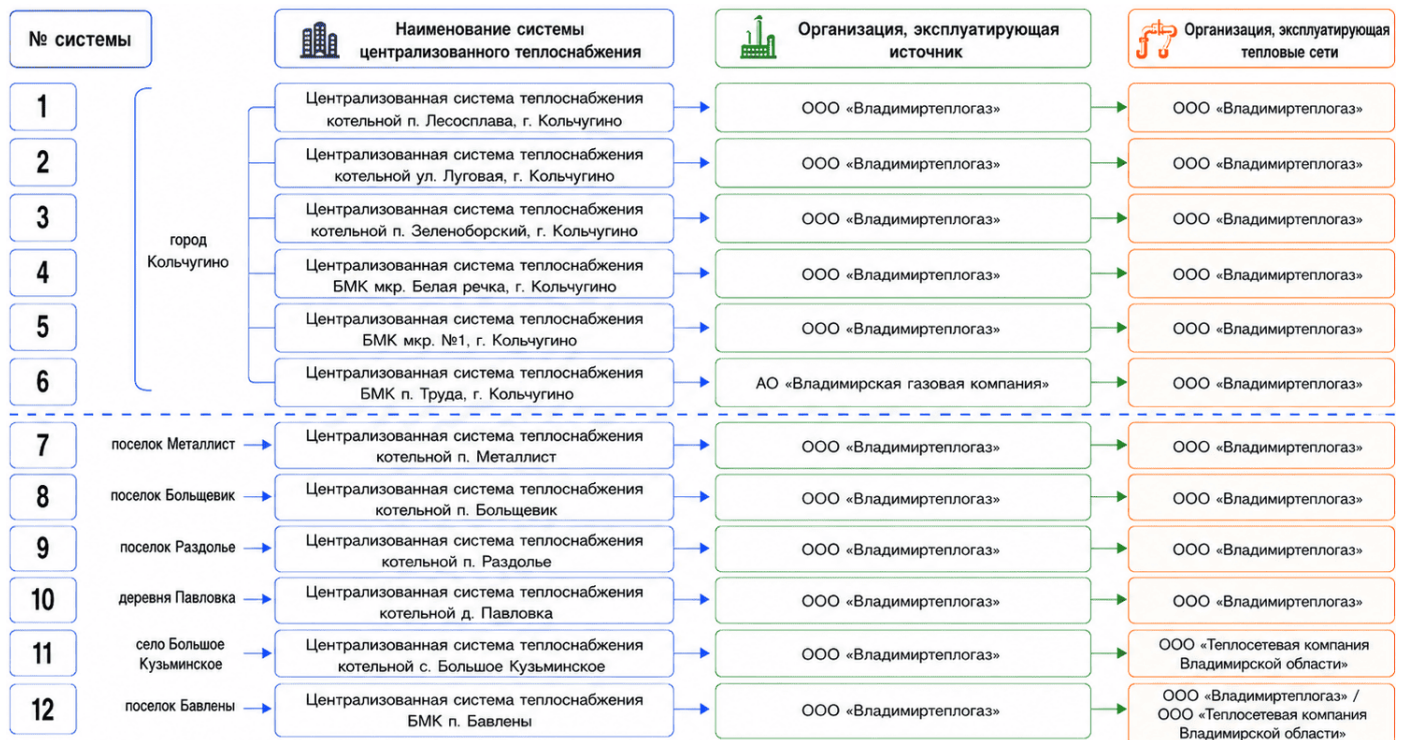 № системы
Наименование системы
централизованного теплоснабжения
Организация, эксплуатирующая
источник
Организация, эксплуатирующая
тепловые сети
город
Кольчугино
1
Централизованная система теплоснабжения
котельной п. Лесосплава, г. Кольчугино
ООО «Владимиртеплогаз»
ООО «Владимиртеплогаз»
2
Централизованная система теплоснабжения
котельной ул. Луговая, г. Кольчугино
ООО «Владимиртеплогаз»
ООО «Владимиртеплогаз»
3
Централизованная система теплоснабжения
котельной п. Зеленоборский, г. Кольчугино
ООО «Владимиртеплогаз»
ООО «Владимиртеплогаз»
4
Централизованная система теплоснабжения
БМК мкр. Белая речка, г. Кольчугино
ООО «Владимиртеплогаз»
ООО «Владимиртеплогаз»
5
Централизованная система теплоснабжения
БМК мкр. №1, г. Кольчугино
ООО «Владимиртеплогаз»
ООО «Владимиртеплогаз»
6
Централизованная система теплоснабжения
БМК п. Труда, г. Кольчугино
АО «Владимирская газовая компания»
ООО «Владимиртеплогаз»
7
поселок Металлист
Централизованная система теплоснабжения
котельной п. Металлист
ООО «Владимиртеплогаз»
ООО «Владимиртеплогаз»
8
поселок Больщевик
Централизованная система теплоснабжения
котельной п. Больщевик
ООО «Владимиртеплогаз»
ООО «Владимиртеплогаз»
9
поселок Раздолье
Централизованная система теплоснабжения
котельной п. Раздолье
ООО «Владимиртеплогаз»
ООО «Владимиртеплогаз»
10
деревня Павловка
Централизованная система теплоснабжения
котельной д. Павловка
ООО «Владимиртеплогаз»
ООО «Владимиртеплогаз»
11
село Большое
Кузьминское
Централизованная система теплоснабжения
котельной с. Большое Кузьминское
ООО «Владимиртеплогаз»
ООО «Теплосетевая компания
Владимирской области»
12
поселок Бавлены
Централизованная система теплоснабжения
БМК п. Бавлены
ООО «Владимиртеплогаз»
ООО «Владимиртеплогаз» /
ООО «Теплосетевая компания
Владимирской области»